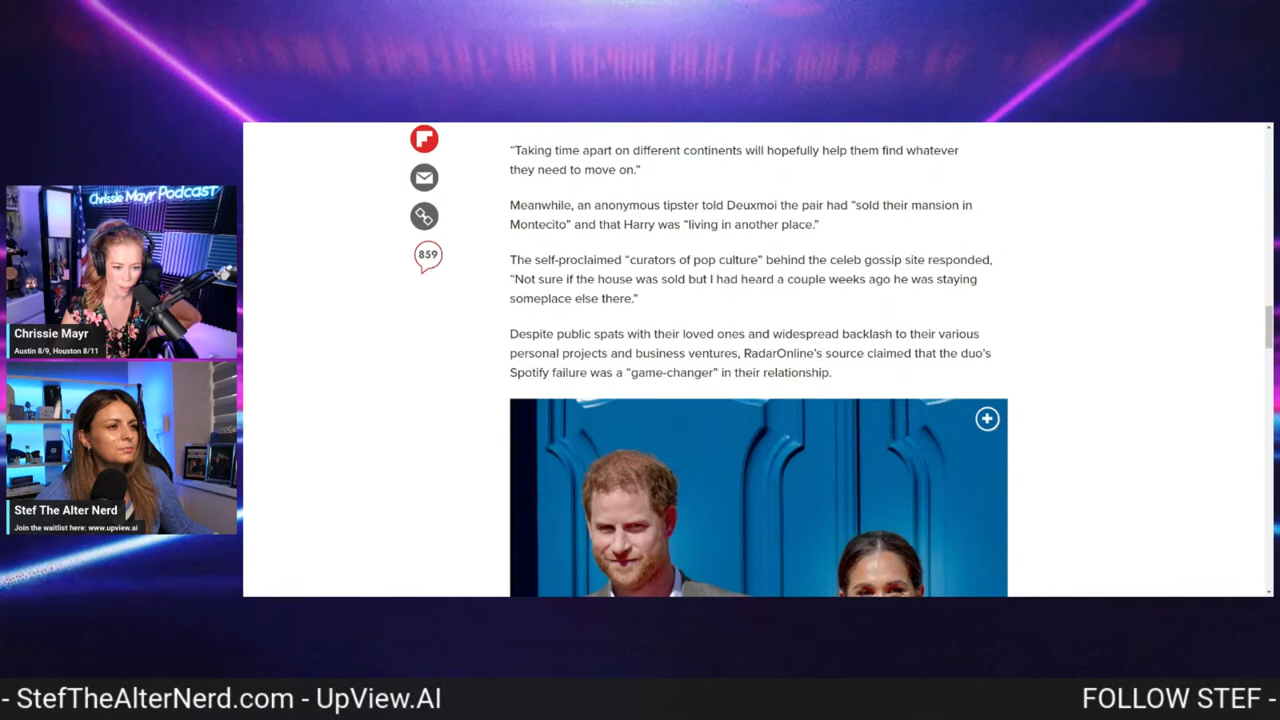 Chrissie Mayr Podcast
Chrissie Mayr
Austin 8/9, Houston 8/11
Stef The Alter Nerd
Join the waitlist here: www.upview.ai
859
“Taking time apart on different continents will hopefully help them find whatever
they need to move on.”
Meanwhile, an anonymous tipster told Deuxmoi the pair had “sold their mansion in
Montecito” and that Harry was “living in another place.”
The self-proclaimed “curators of pop culture” behind the celeb gossip site responded,
“Not sure if the house was sold but I had heard a couple weeks ago he was staying
someplace else there.”
Despite public spats with their loved ones and widespread backlash to their various
personal projects and business ventures, RadarOnline’s source claimed that the duo’s
Spotify failure was a “game-changer” in their relationship.
- StefTheAlterNerd.com - UpView.AI
FOLLOW STEF -